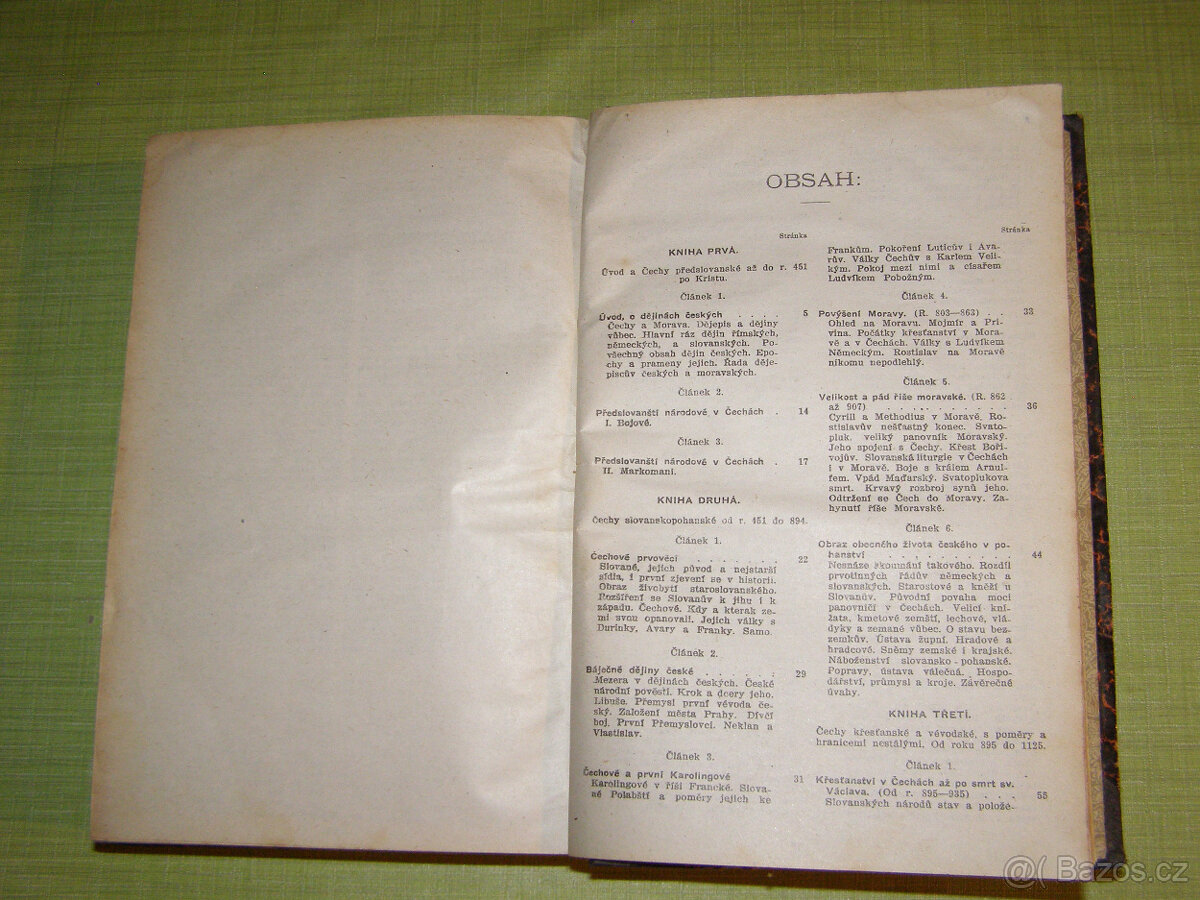 OBSAH:
Stránka
KNIHA PRVÁ.
Úvod a Čechy předslovanské až do r. 451
po Kristu.
Článek 1.
Úvod, o dějinách českých . . . . 5
Čechy a Morava. Dějepis a dějiny
vůbec. Hlavní ráz dějin římských,
německých, a slovanských. Po-
všechný obsah dějin českých. Epo-
chy a prameny jejich. Řada děje-
piscův českých a moravských.
Článek 2.
Předslovanští národové v Čechách . 14
I. Bojové.
Článek 3.
Předslovanští národové v Čechách . 17
II. Markomani.
KNIHA DRUHÁ.
Čechy slovanskopohanské od r. 451 do 894.
Článek 1.
Čechové prvověcí . . . . . . . 22
Slované, jejich původ a nejstarší
sídla, i první zjevení se v historii.
Obraz živobytí staroslovanského.
Rozšíření se Slovanův k jihu i k
západu. Čechové. Kdy a kterak ze-
mi svou opanovali. Jejich války s
Durinky, Avary a Franky. Samo.
Článek 2.
Báječné dějiny české . . . . . 29
Mezera v dějinách českých. České
národní pověsti. Krok a dcery jeho.
Libuše. Přemysl první vévoda če-
ský. Založení města Prahy. Dívčí
boj. První Přemyslovci. Neklan a
Vlastislav.
Článek 3.
Čechové a první Karolingové 31
Karolingové v říši Francké. Slova-
né Polabští a poměry jejich ke
Stránka
Frankům. Pokoření Luticův i Ava-
rův. Války Čechův s Karlem Veli-
kým. Pokoj mezi nimi a císařem
Ludvíkem Pobožným.
Článek 4.
Povýšení Moravy. (R. 803—863) . . 33
Ohled na Moravu. Mojmír a Pri-
vina. Počátky křesťanství v Mora-
vě a v Čechách. Války s Ludvíkem
Německým. Rostislav na Moravě
nikomu nepodlehlý.
Článek 5.
Velikost a pád říše moravské. (R. 862
až 907) . . . . . . . . . . 36
Cyrill a Methodius v Moravě. Ro-
stislavův nešťastný konec. Svato-
pluk, veliký panovník Moravský.
Jeho spojení s Čechy. Křest Boři-
vojův. Slovanská liturgie v Čechách
i v Moravě. Boje s králem Arnul-
fem. Vpád Maďarský. Svatoplukova
smrt. Krvavý rozbroj synů jeho.
Odtržení se Čech do Moravy. Za-
hynutí říše Moravské.
Článek 6.
Obraz obecného života českého v po-
hanství . . . . . . . . . . 44
Nesnáze zkoumání takového. Rozdíl
prvotinných řádův německých a
slovanských. Starostové a kněží u
Slovanův. Původní povaha moci
panovničí v Čechách. Velicí kní-
žata, kmetové zemští, lechové, vlá-
dyky a zemané vůbec. O stavu bez-
zemkův. Ústava župní. Hradové a
hradcové. Sněmy zemské i krajské.
Náboženství slovansko-pohanské.
Popravy, ústava válečná. Hospo-
dářství, průmysl a kroje. Závěrečné
úvahy.
KNIHA TŘETÍ.
Čechy křesťanské a vévodské, s poměry a
hranicemi nestálými. Od roku 895 do 1125.
Článek 1.
Křesťanství v Čechách až po smrt sv.
Václava. (Od r. 895—935) . . . 55
Slovanských národů stav a polože-
@( Bazos.cz